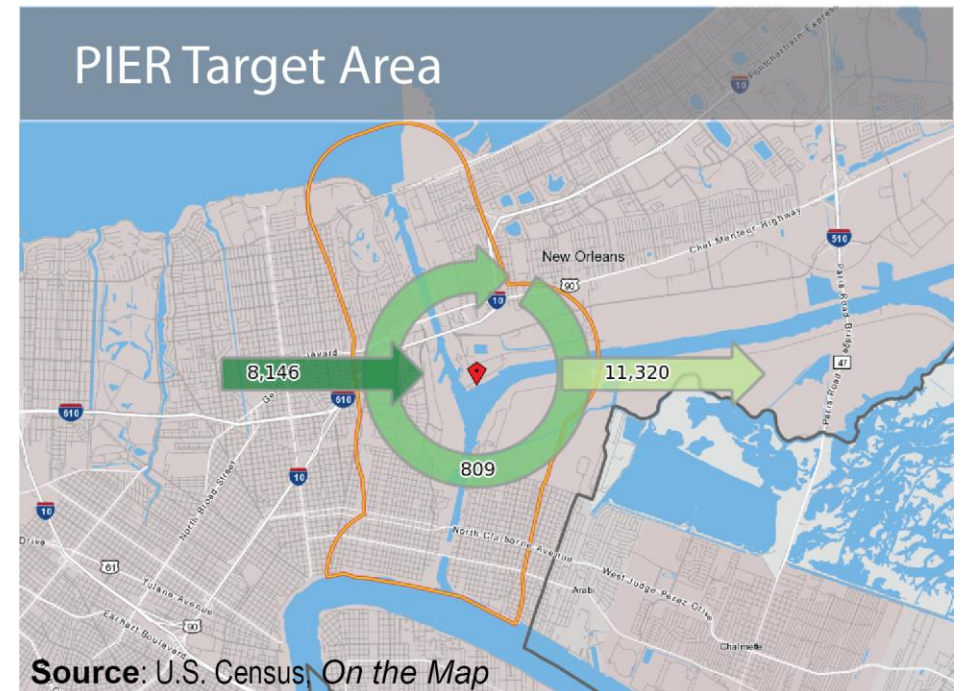 PIER Target Area
Pontchartrain Express
10
510
Chef Menteur Highway
New Orleans
90
10
Paris Road Bridge
8,146
11,320
47
610
610
Paris Road
809
10
North Broad Street
10
North Claiborne Avenue
Drive
61
West Judge Perez Drive
Arabi
Tulane Avenue
90
Earhart Boulevard
Chalmette
Source: U.S. Census, On the Map